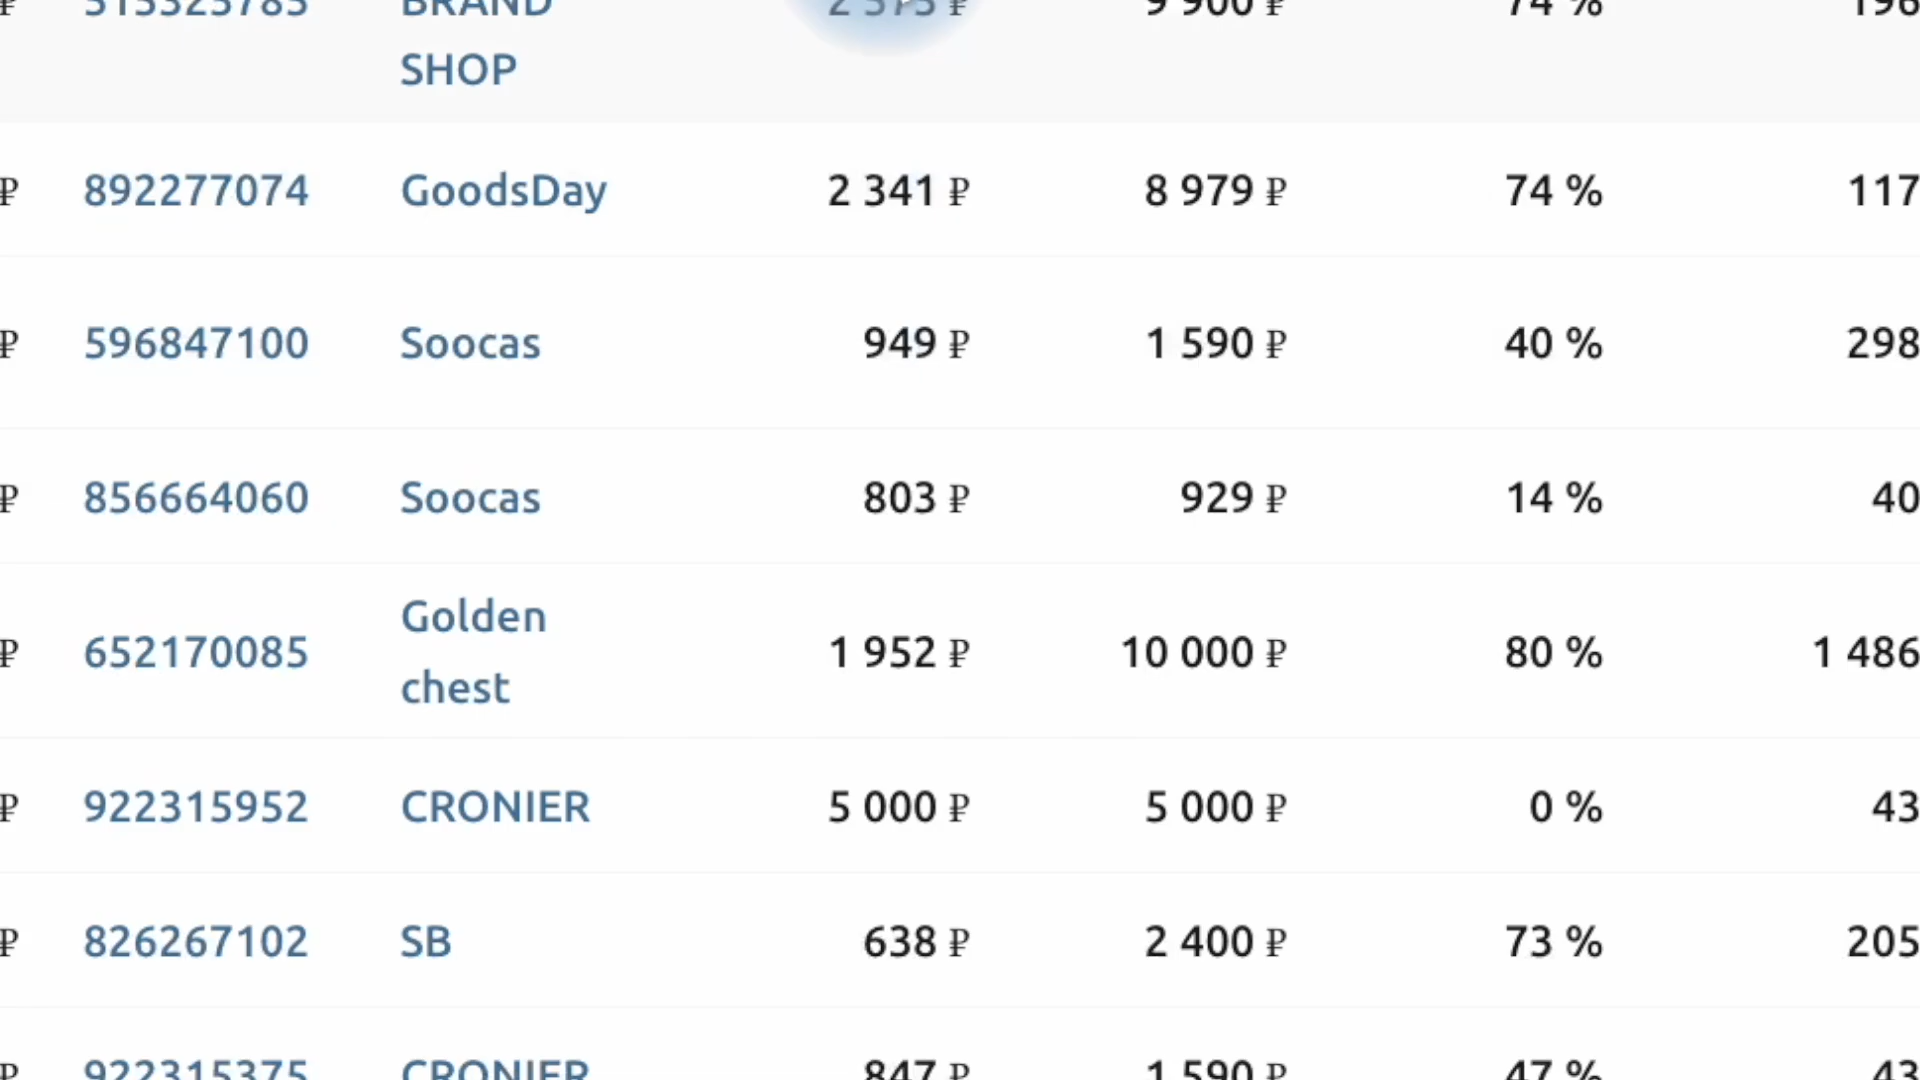 ₽ 515325785 BRAND 2 575 ₽ 9 900 ₽ 74 % 196
SHOP
₽ 892277074 GoodsDay 2 341 ₽ 8 979 ₽ 74 % 117
₽ 596847100 Soocas 949 ₽ 1 590 ₽ 40 % 298
₽ 856664060 Soocas 803 ₽ 929 ₽ 14 % 40
Golden
₽ 652170085 1 952 ₽ 10 000 ₽ 80 % 1 486
chest
₽ 922315952 CRONIER 5 000 ₽ 5 000 ₽ 0 % 43
₽ 826267102 SB 638 ₽ 2 400 ₽ 73 % 205
₽ 922315375 CRONIER 847 ₽ 1 590 ₽ 47 % 43